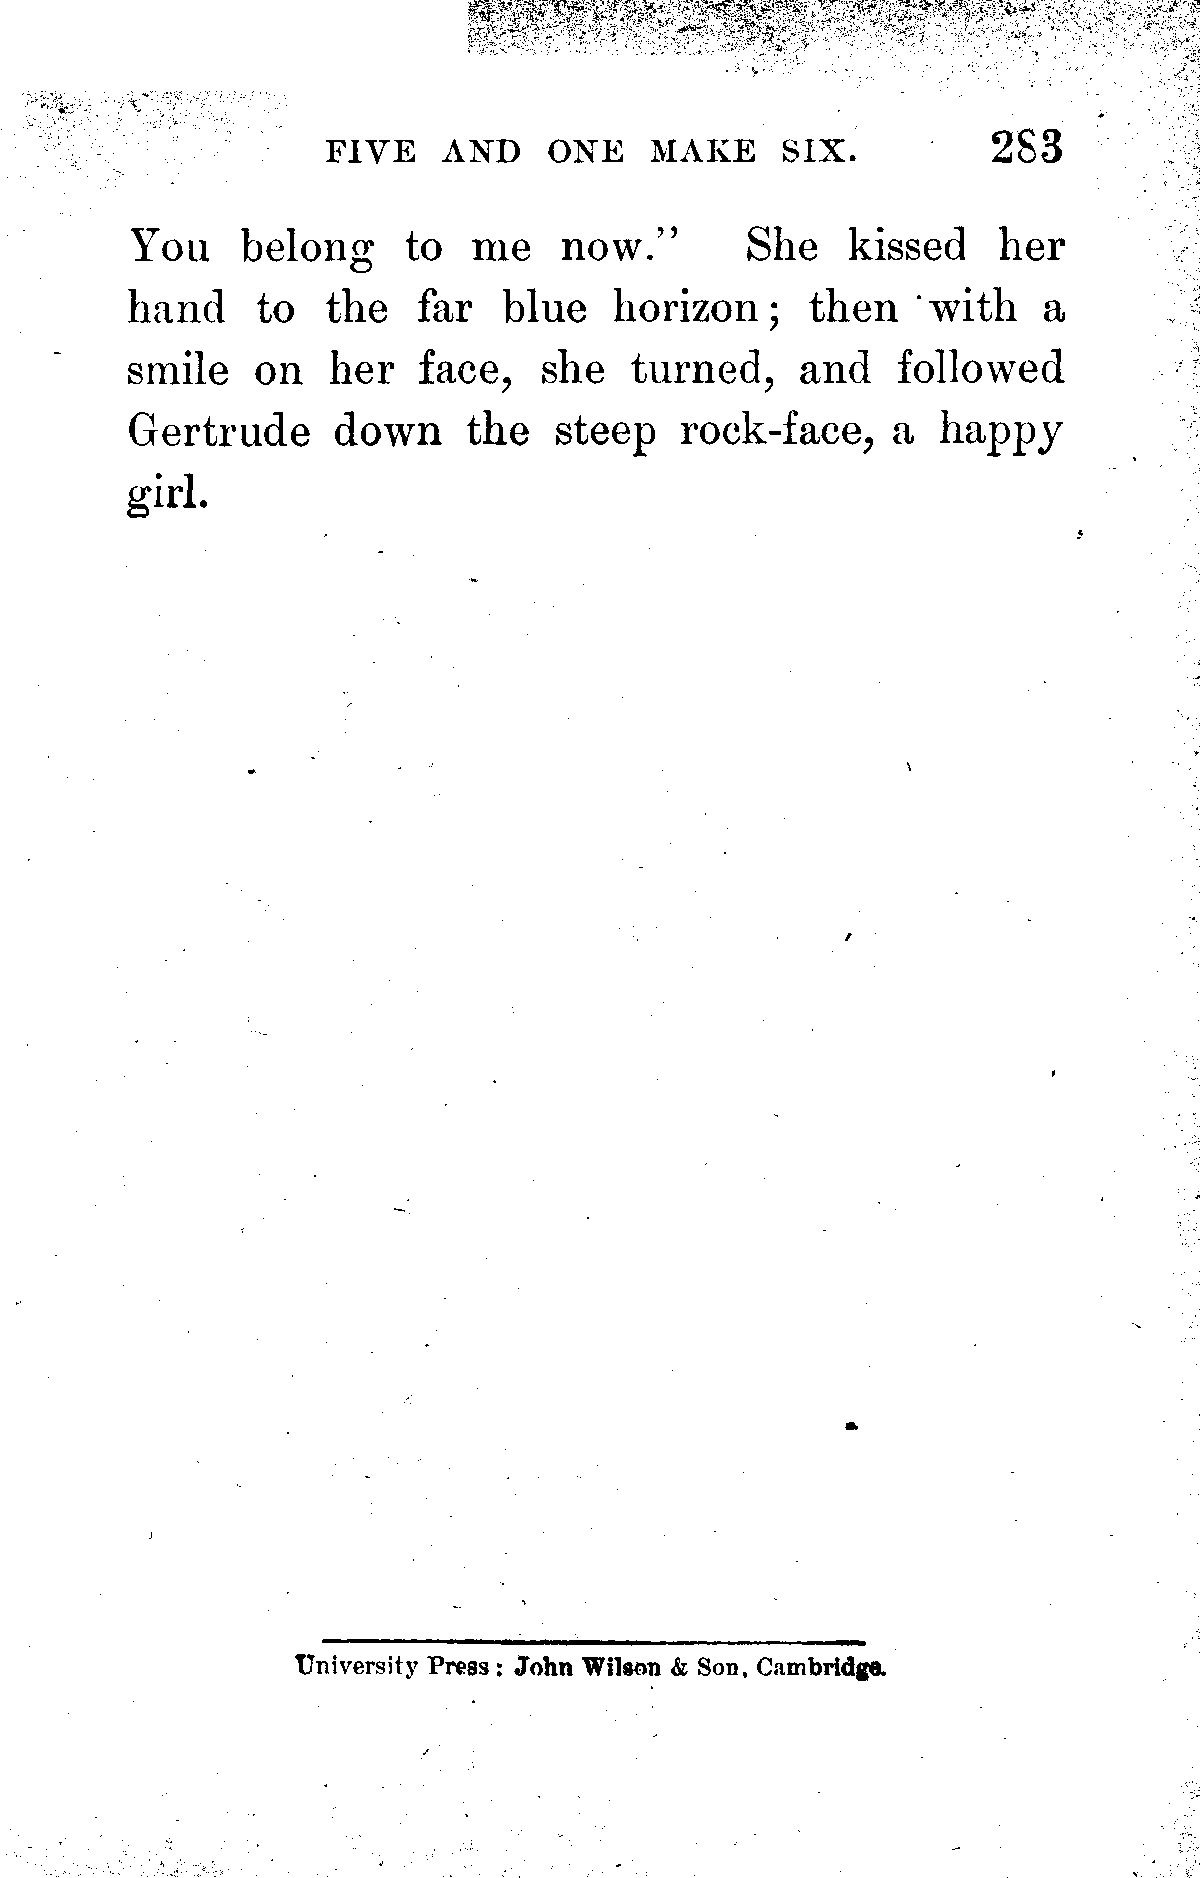 FIVE AND ONE MAKE SIX. 283
You belong to me now." She kissed her
hand to the far blue horizon; then with a
smile on her face, she turned, and followed
Gertrude down the steep rock-face, a happy
girl.
University Press: John Wilson & Son, Cambridge.